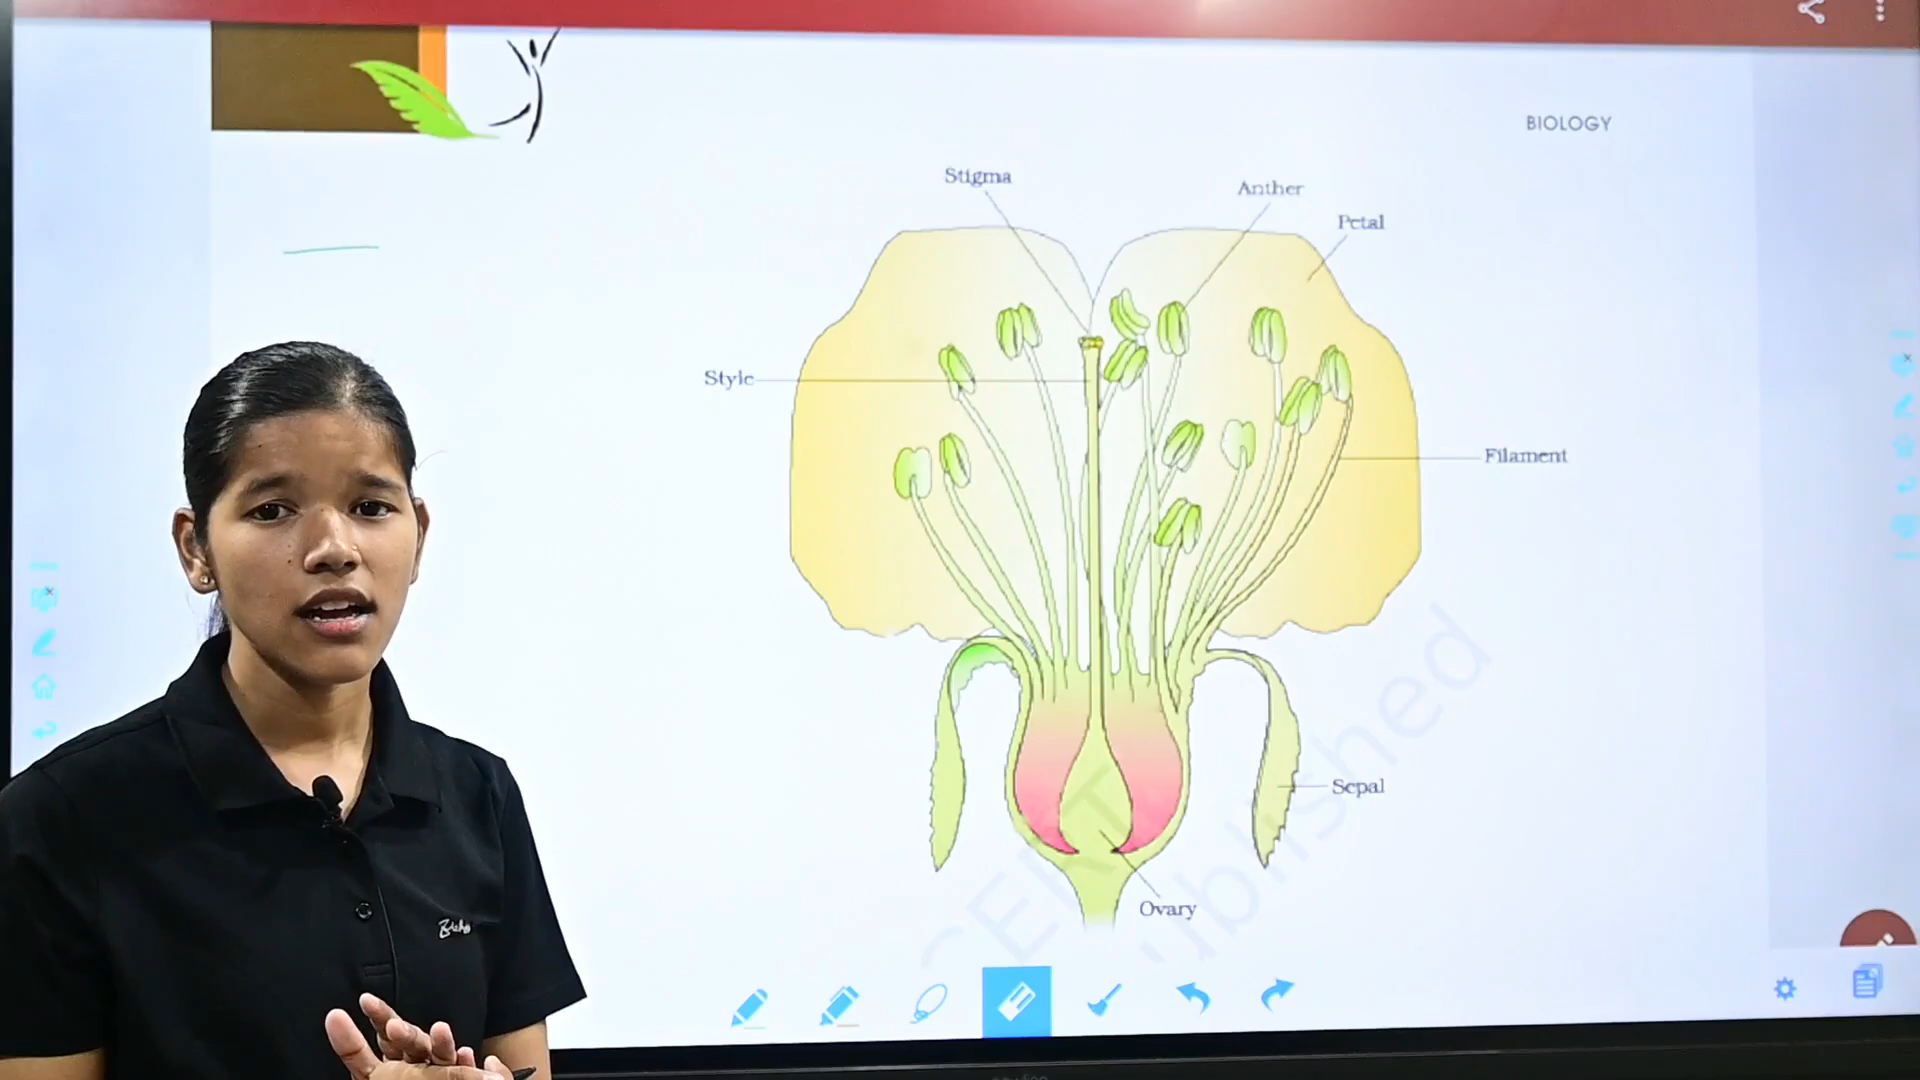 BIOLOGY
Stigma
Anther
Petal
Style
Filament
Sepal
Ovary